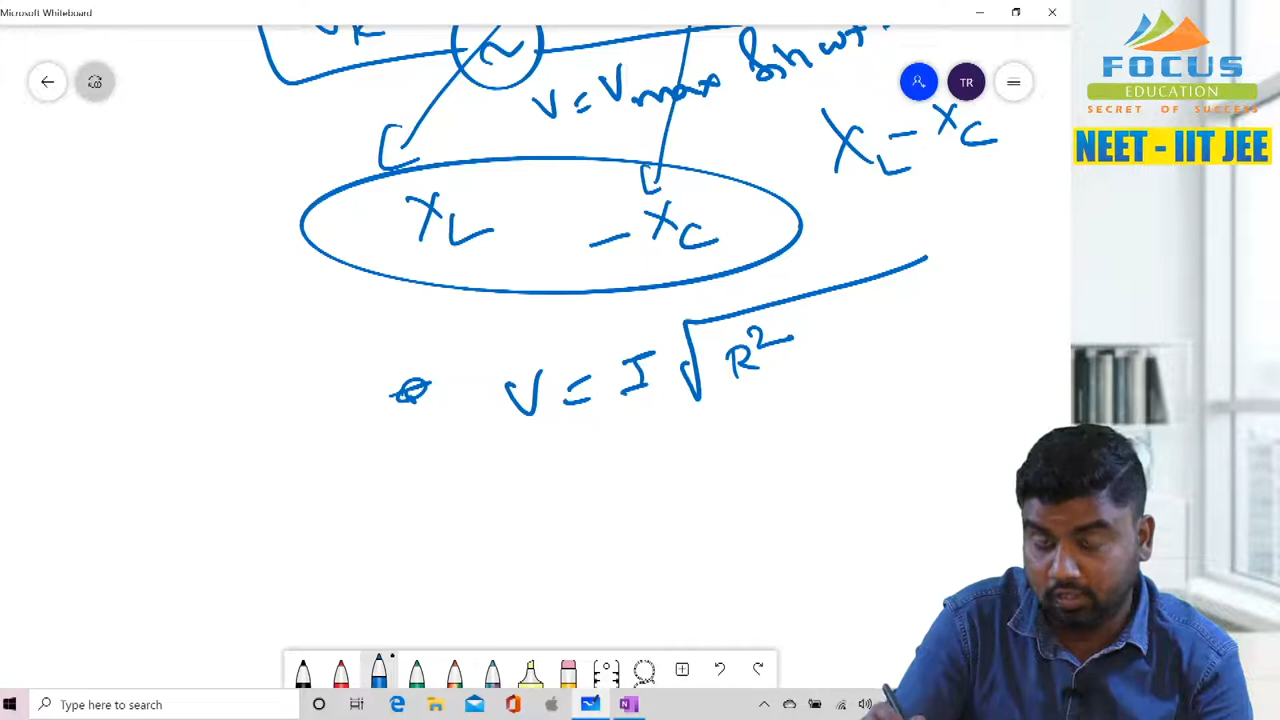 Microsoft Whiteboard
V = Vmax Sin ωt
TR
FOCUS
EDUCATION
SECRET OF SUCCESS
NEET - IIT JEE
XL - XC
XL - XC
V = I √R²
Type here to search